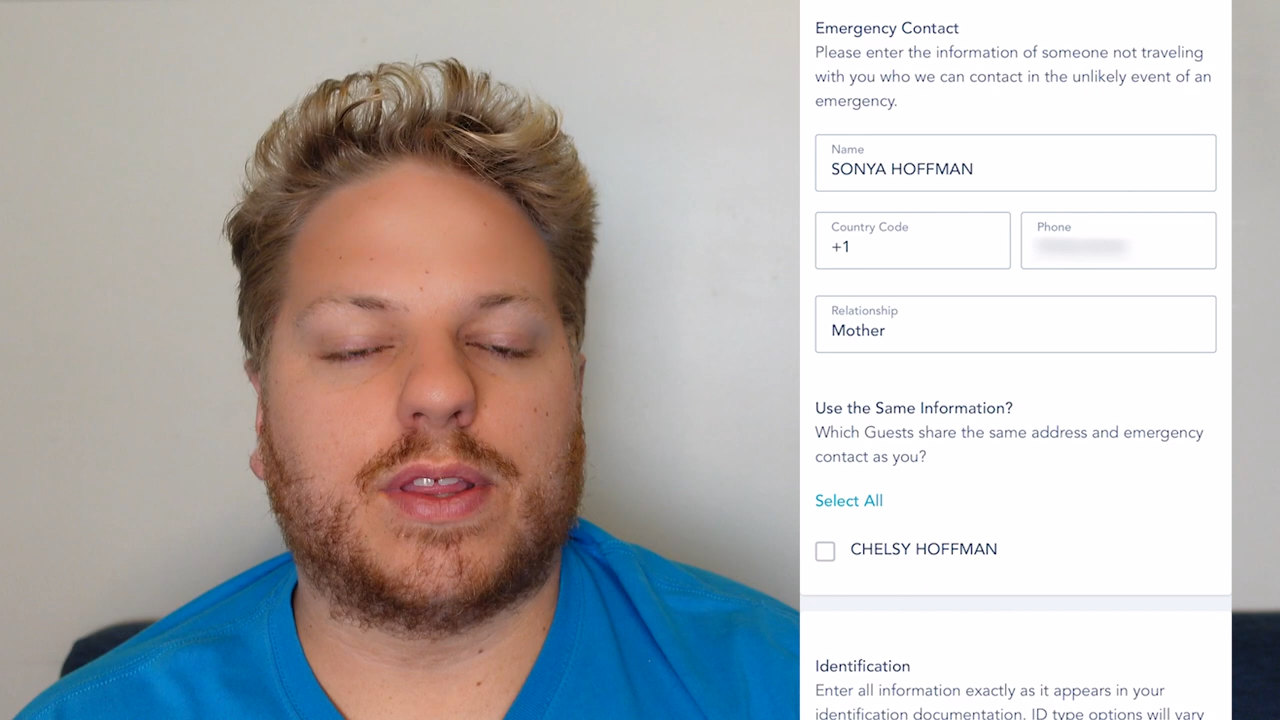 Emergency Contact
Please enter the information of someone not traveling
with you who we can contact in the unlikely event of an
emergency.
Name
SONYA HOFFMAN
Country Code
+1
Phone
Relationship
Mother
Use the Same Information?
Which Guests share the same address and emergency
contact as you?
Select All
CHELSY HOFFMAN
Identification
Enter all information exactly as it appears in your
identification documentation. ID type options will vary